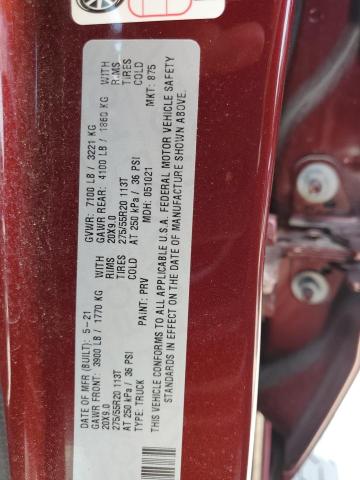 DATE OF MFR (BUILT): 5-21 GVWR: 7100 LB / 3221 KG
GAWR FRONT: 3900 LB / 1770 KG WITH GAWR REAR: 4100 LB / 1860 KG WITH
20X9.0 RIMS 20X9.0 RIMS
275/55R20 113T TIRES 275/55R20 113T TIRES
AT 250 kPa / 36 PSI COLD AT 250 kPa / 36 PSI COLD
TYPE: TRUCK PAINT: PRV MDH: 051021 MKT: 875
THIS VEHICLE CONFORMS TO ALL APPLICABLE U.S.A. FEDERAL MOTOR VEHICLE SAFETY
STANDARDS IN EFFECT ON THE DATE OF MANUFACTURE SHOWN ABOVE.